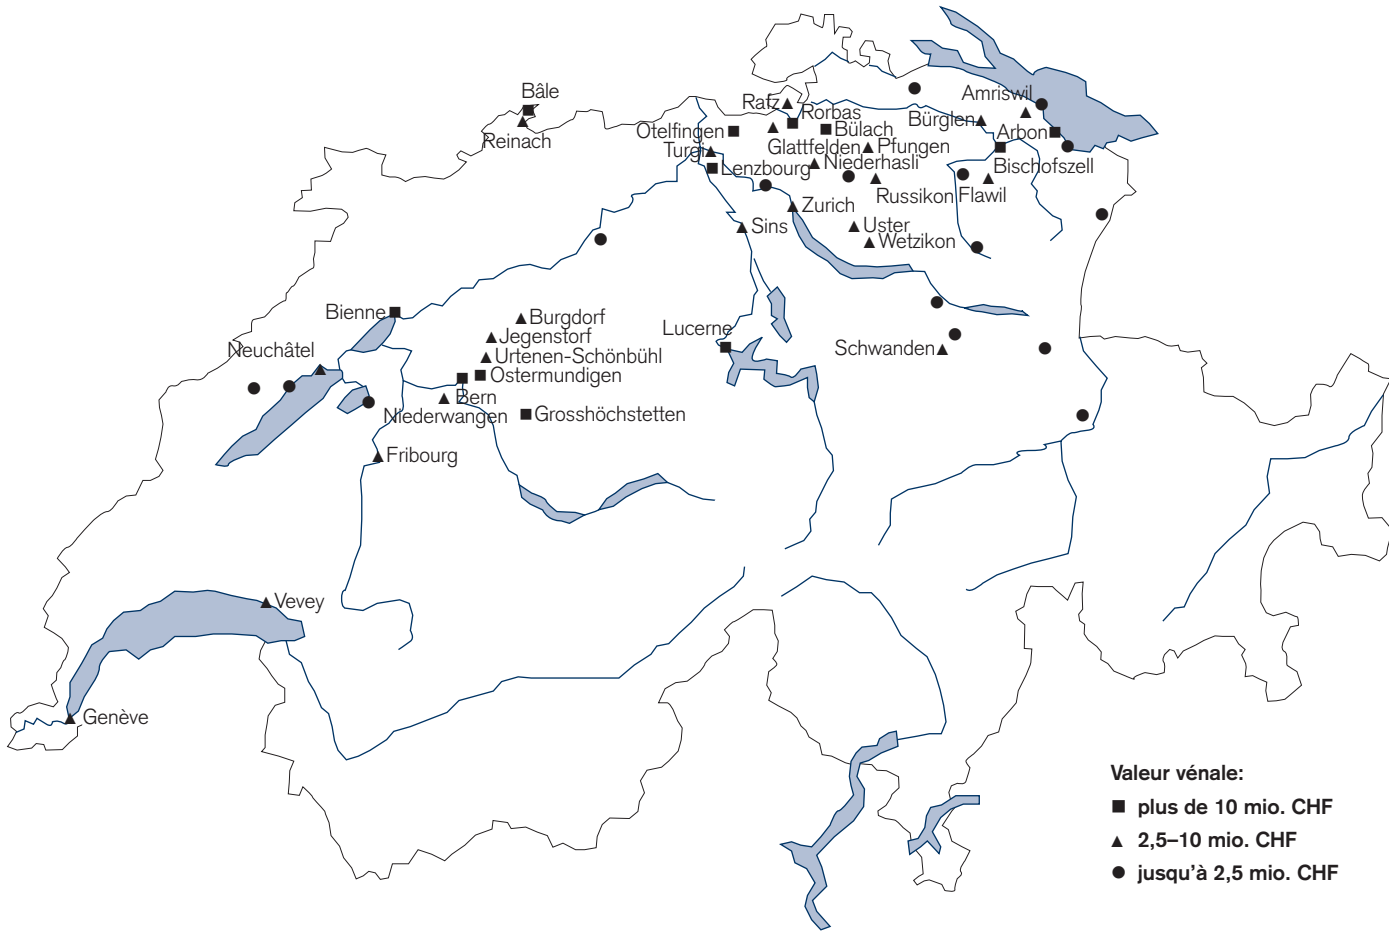 Bâle
Reinach
Rafz
Rorbas
Otelfingen
Bülach
Turgi
Glattfelden
Pfungen
Lenzbourg
Niederhasli
Amriswil
Bürglen
Arbon
Bischofszell
Russikon
Flawil
Zurich
Sins
Uster
Wetzikon
Bienne
Burgdorf
Jegenstorf
Lucerne
Neuchâtel
Urtenen-Schönbühl
Schwanden
Ostermundigen
Bern
Niederwangen
Grosshöchstetten
Fribourg
Vevey
Genève
Valeur vénale:
plus de 10 mio. CHF
2,5–10 mio. CHF
jusqu'à 2,5 mio. CHF